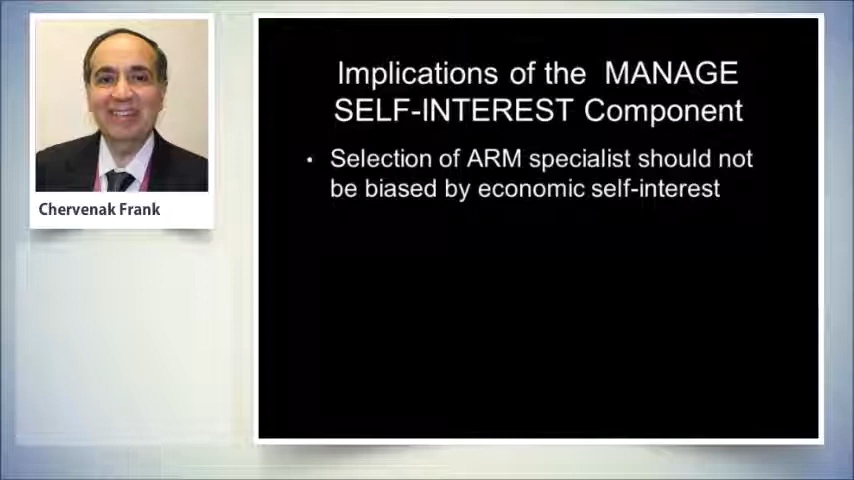 Chervenak Frank
Implications of the MANAGE
SELF-INTEREST Component
• Selection of ARM specialist should not
be biased by economic self-interest